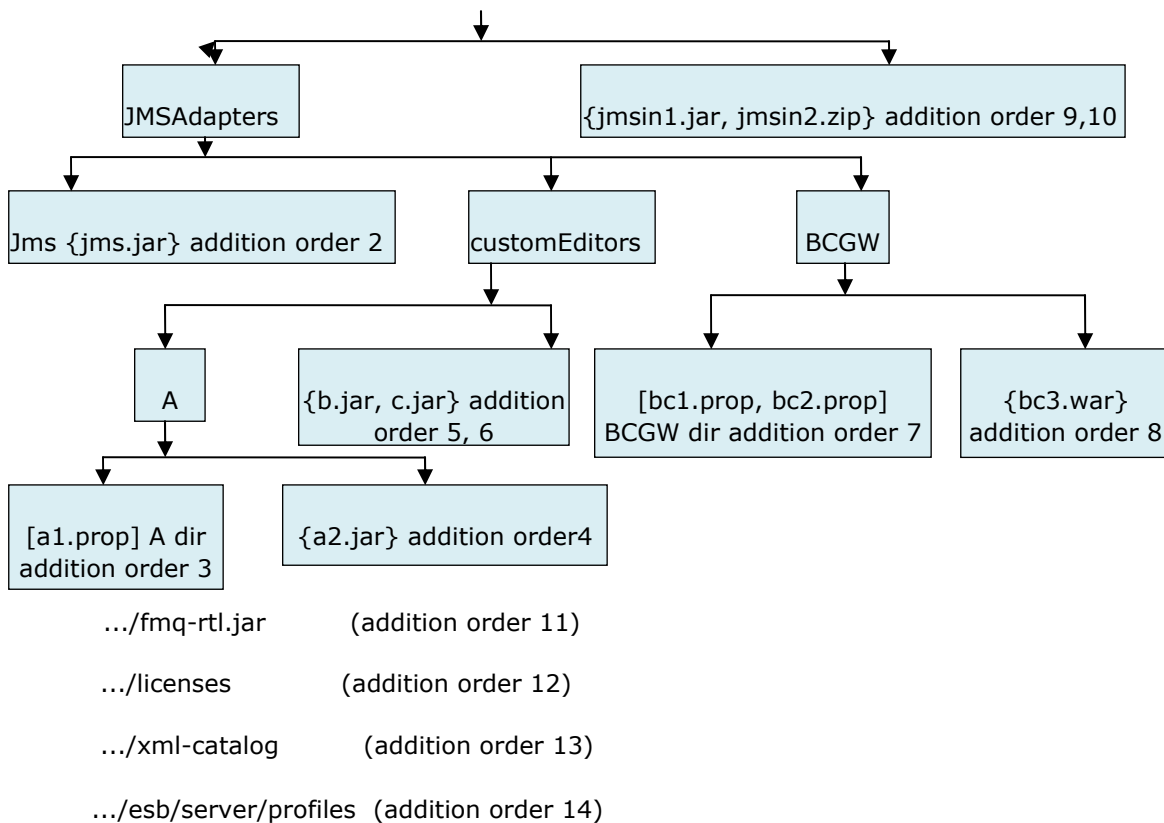 JMSAdapters
{jmsin1.jar, jmsin2.zip} addition order 9,10
Jms {jms.jar} addition order 2
customEditors
BCGW
A
{b.jar, c.jar} addition
order 5, 6
[bc1.prop, bc2.prop]
BCGW dir addition order 7
{bc3.war}
addition order 8
[a1.prop] A dir
addition order 3
{a2.jar} addition order4
.../fmq-rtl.jar (addition order 11)
.../licenses (addition order 12)
.../xml-catalog (addition order 13)
.../esb/server/profiles (addition order 14)